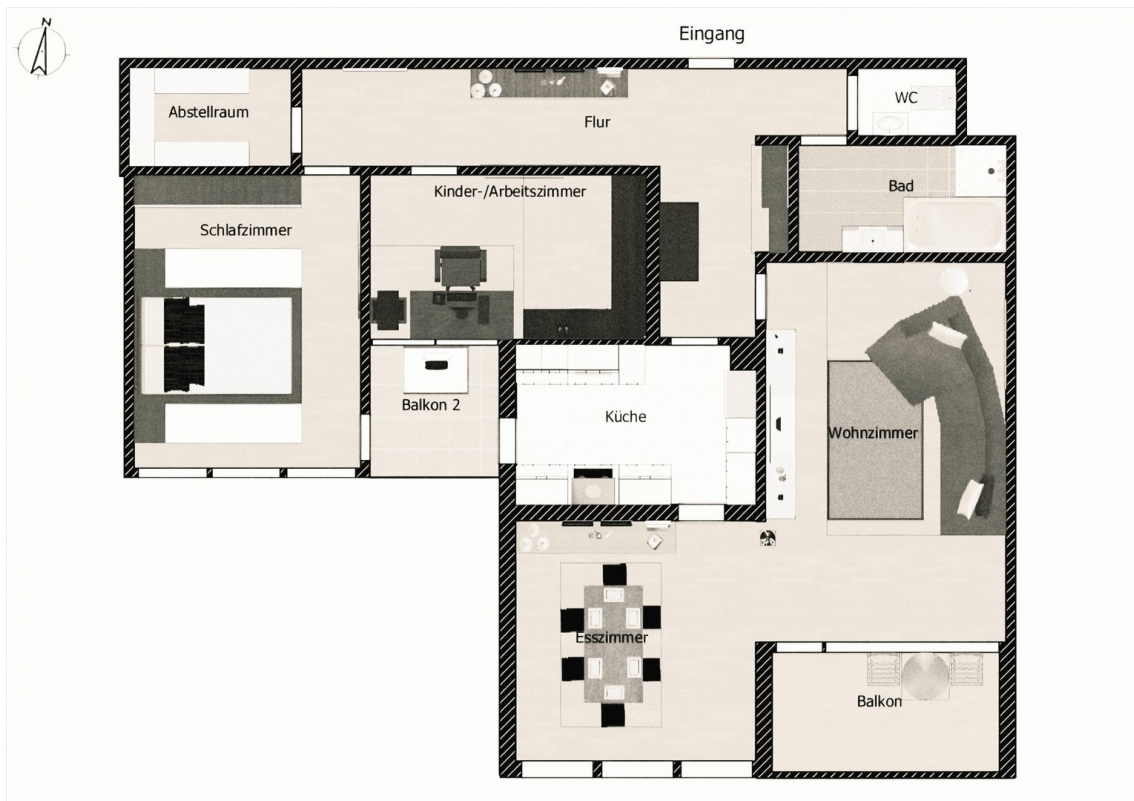 N
Eingang
Abstellraum
WC
Flur
Bad
Kinder-/Arbeitszimmer
Schlafzimmer
Balkon 2
Küche
Wohnzimmer
Esszimmer
Balkon